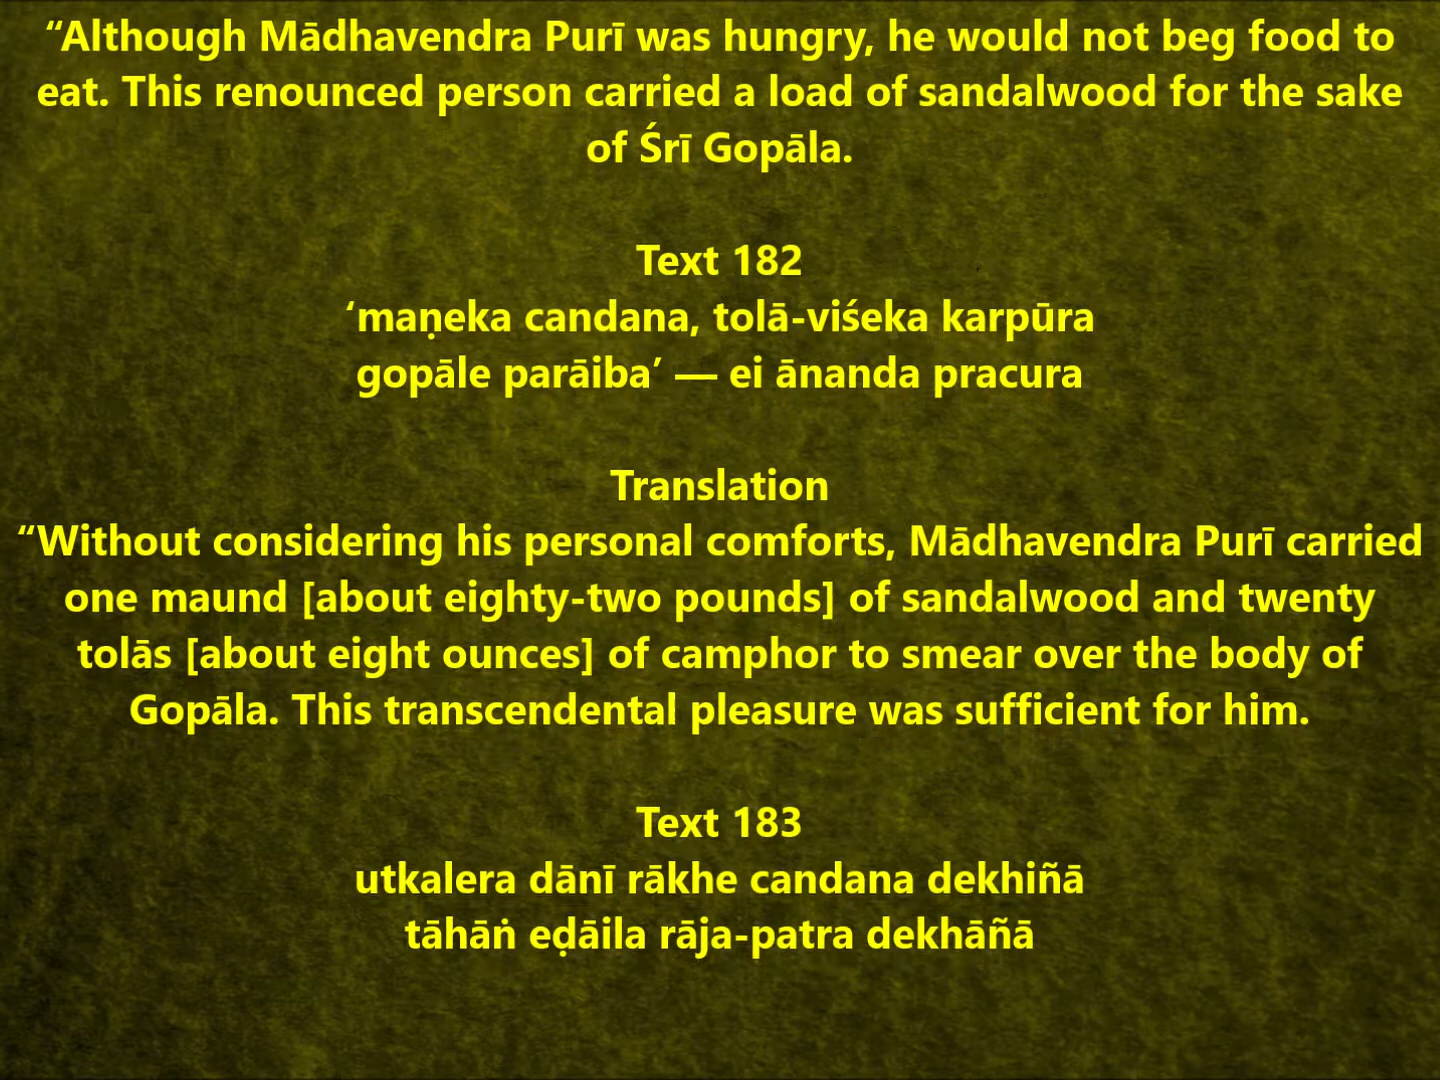 “Although Mādhavendra Purī was hungry, he would not beg food to
eat. This renounced person carried a load of sandalwood for the sake
of Śrī Gopāla.
Text 182
‘maṇeka candana, tolā-viśeka karpūra
gopāle parāiba’ — ei ānanda pracura
Translation
“Without considering his personal comforts, Mādhavendra Purī carried
one maund [about eighty-two pounds] of sandalwood and twenty
tolās [about eight ounces] of camphor to smear over the body of
Gopāla. This transcendental pleasure was sufficient for him.
Text 183
utkalera dānī rākhe candana dekhiñā
tāhāṅ eḍāila rāja-patra dekhāñā